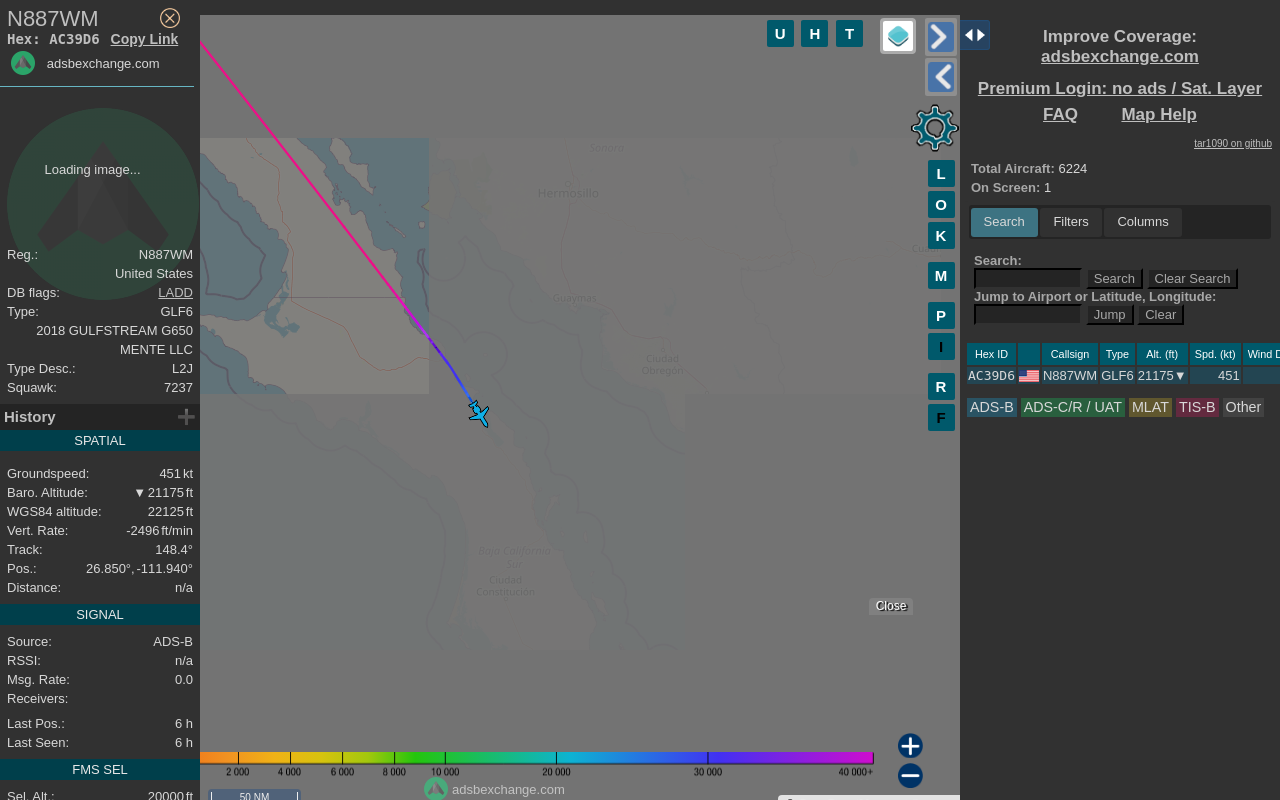 N887WM
Hex: AC39D6 Copy Link
adsbexchange.com
Loading image...
Reg.: N887WM
United States
DB flags: LADD
Type: GLF6
2018 GULFSTREAM G650
MENTE LLC
Type Desc.: L2J
Squawk: 7237
History
SPATIAL
Groundspeed: 451 kt
Baro. Altitude: ▼ 21175 ft
WGS84 altitude: 22125 ft
Vert. Rate: -2496 ft/min
Track: 148.4°
Pos.: 26.850°, -111.940°
Distance: n/a
SIGNAL
Source: ADS-B
RSSI: n/a
Msg. Rate: 0.0
Receivers:
Last Pos.: 6 h
Last Seen: 6 h
FMS SEL
Sel. Alt.: 20000 ft
U H T
L
O
K
M
P
I
R
F
Sonora
Hermosillo
Guaymas
Ciudad
Obregón
Baja California
Sur
Ciudad
Constitución
Close
2 000 4 000 6 000 8 000 10 000 20 000 30 000 40 000+
adsbexchange.com
50 NM
Improve Coverage:
adsbexchange.com
Premium Login: no ads / Sat. Layer
FAQ Map Help
tar1090 on github
Total Aircraft: 6224
On Screen: 1
Search Filters Columns
Search:
Search Clear Search
Jump to Airport or Latitude, Longitude:
Jump Clear
Hex ID Callsign Type Alt. (ft) Spd. (kt) Wind D
AC39D6 N887WM GLF6 21175▼ 451
ADS-B ADS-C/R / UAT MLAT TIS-B Other